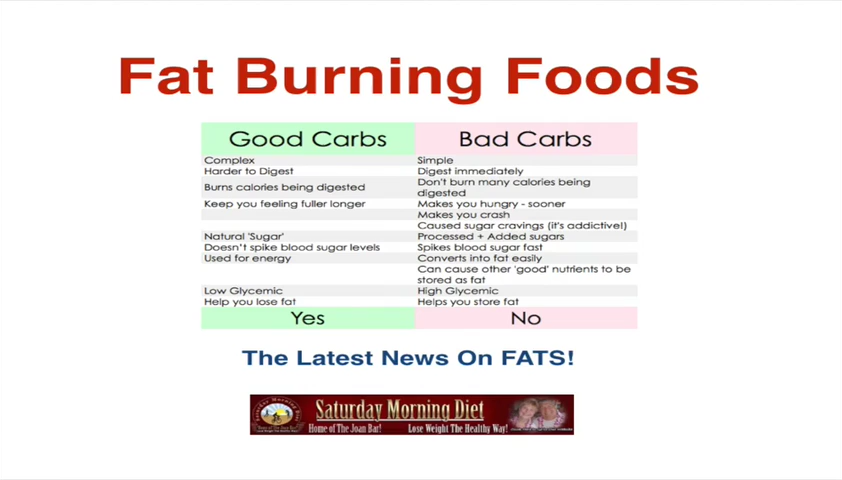 Fat Burning Foods
Good Carbs Bad Carbs
Complex Simple
Harder to Digest Digest immediately
Burns calories being digested Don't burn many calories being
digested
Keep you feeling fuller longer Makes you hungry - sooner
Makes you crash
Caused sugar cravings (it's addictive!)
Natural 'Sugar' Processed + Added sugars
Doesn't spike blood sugar levels Spikes blood sugar fast
Used for energy Converts into fat easily
Can cause other 'good' nutrients to be
stored as fat
Low Glycemic High Glycemic
Help you lose fat Helps you store fat
Yes No
The Latest News On FATS!
Saturday Morning Diet
Home of The Joan Bar! Lose Weight The Healthy Way!